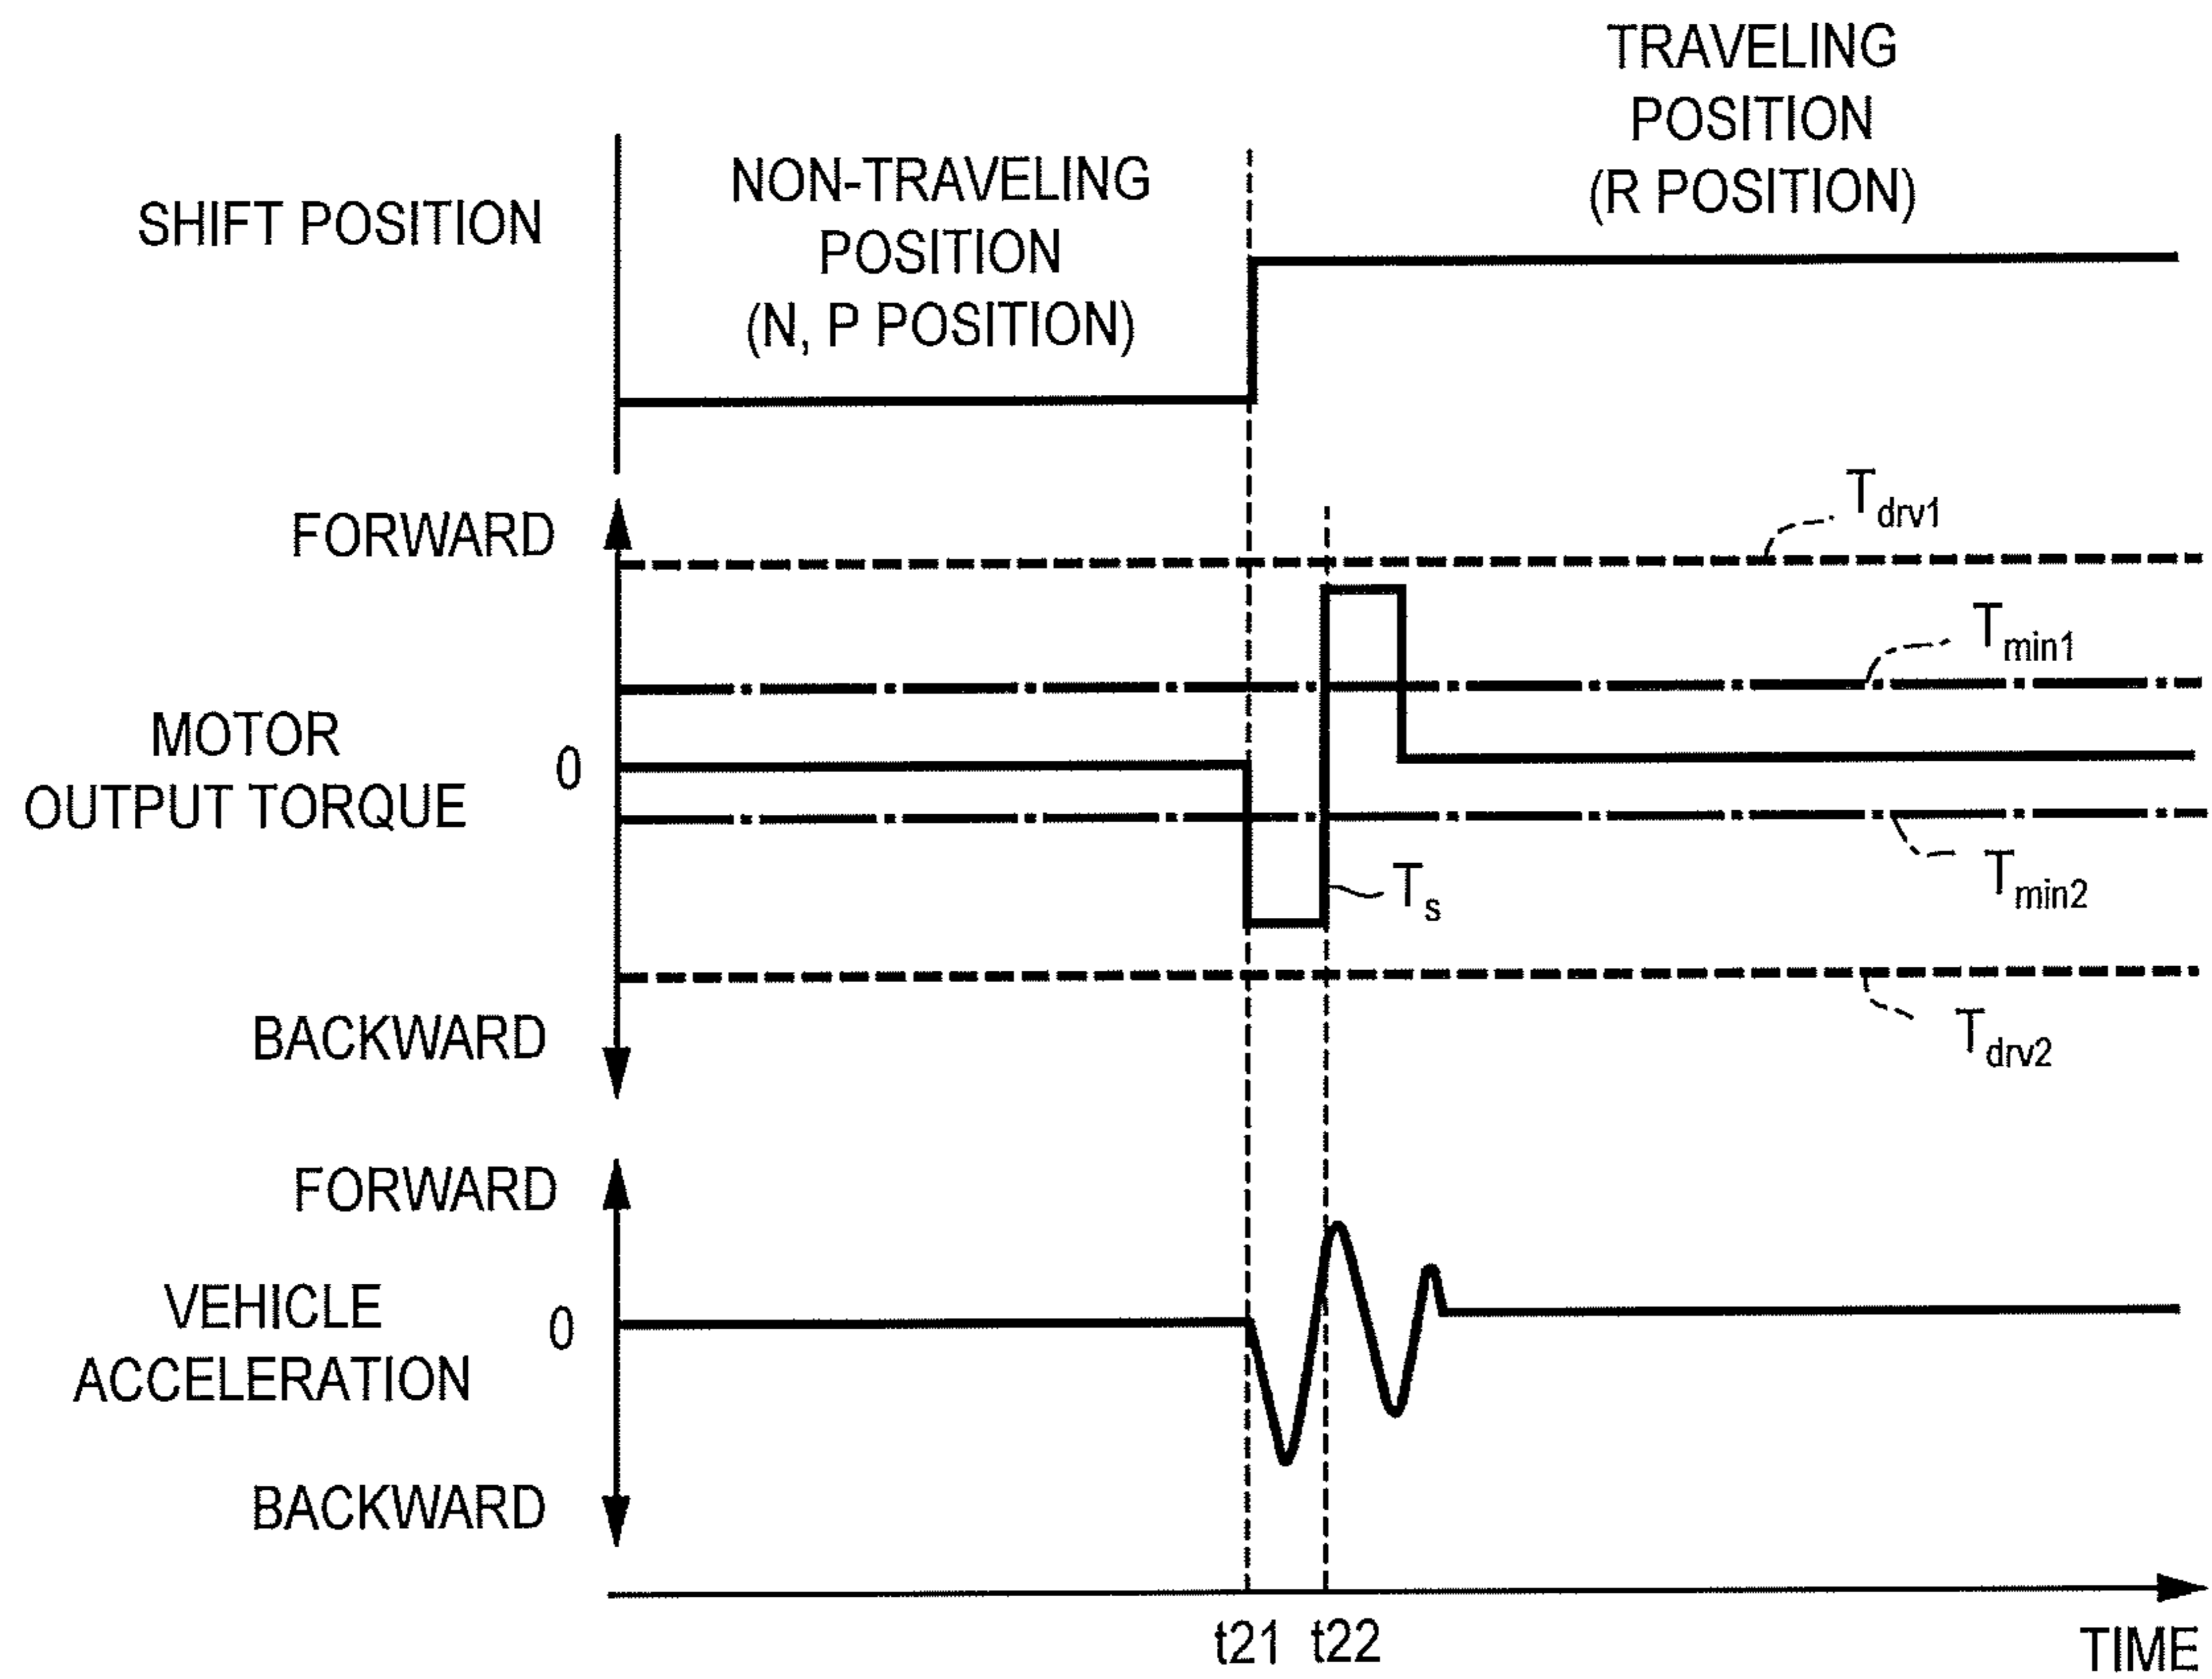 TRAVELING
POSITION
(R POSITION)
NON-TRAVELING
POSITION
(N, P POSITION)
SHIFT POSITION
FORWARD
Tdrv1
Tmin1
MOTOR
OUTPUT TORQUE
0
Tmin2
Ts
BACKWARD
Tdrv2
FORWARD
VEHICLE
ACCELERATION
0
BACKWARD
t21 t22
TIME